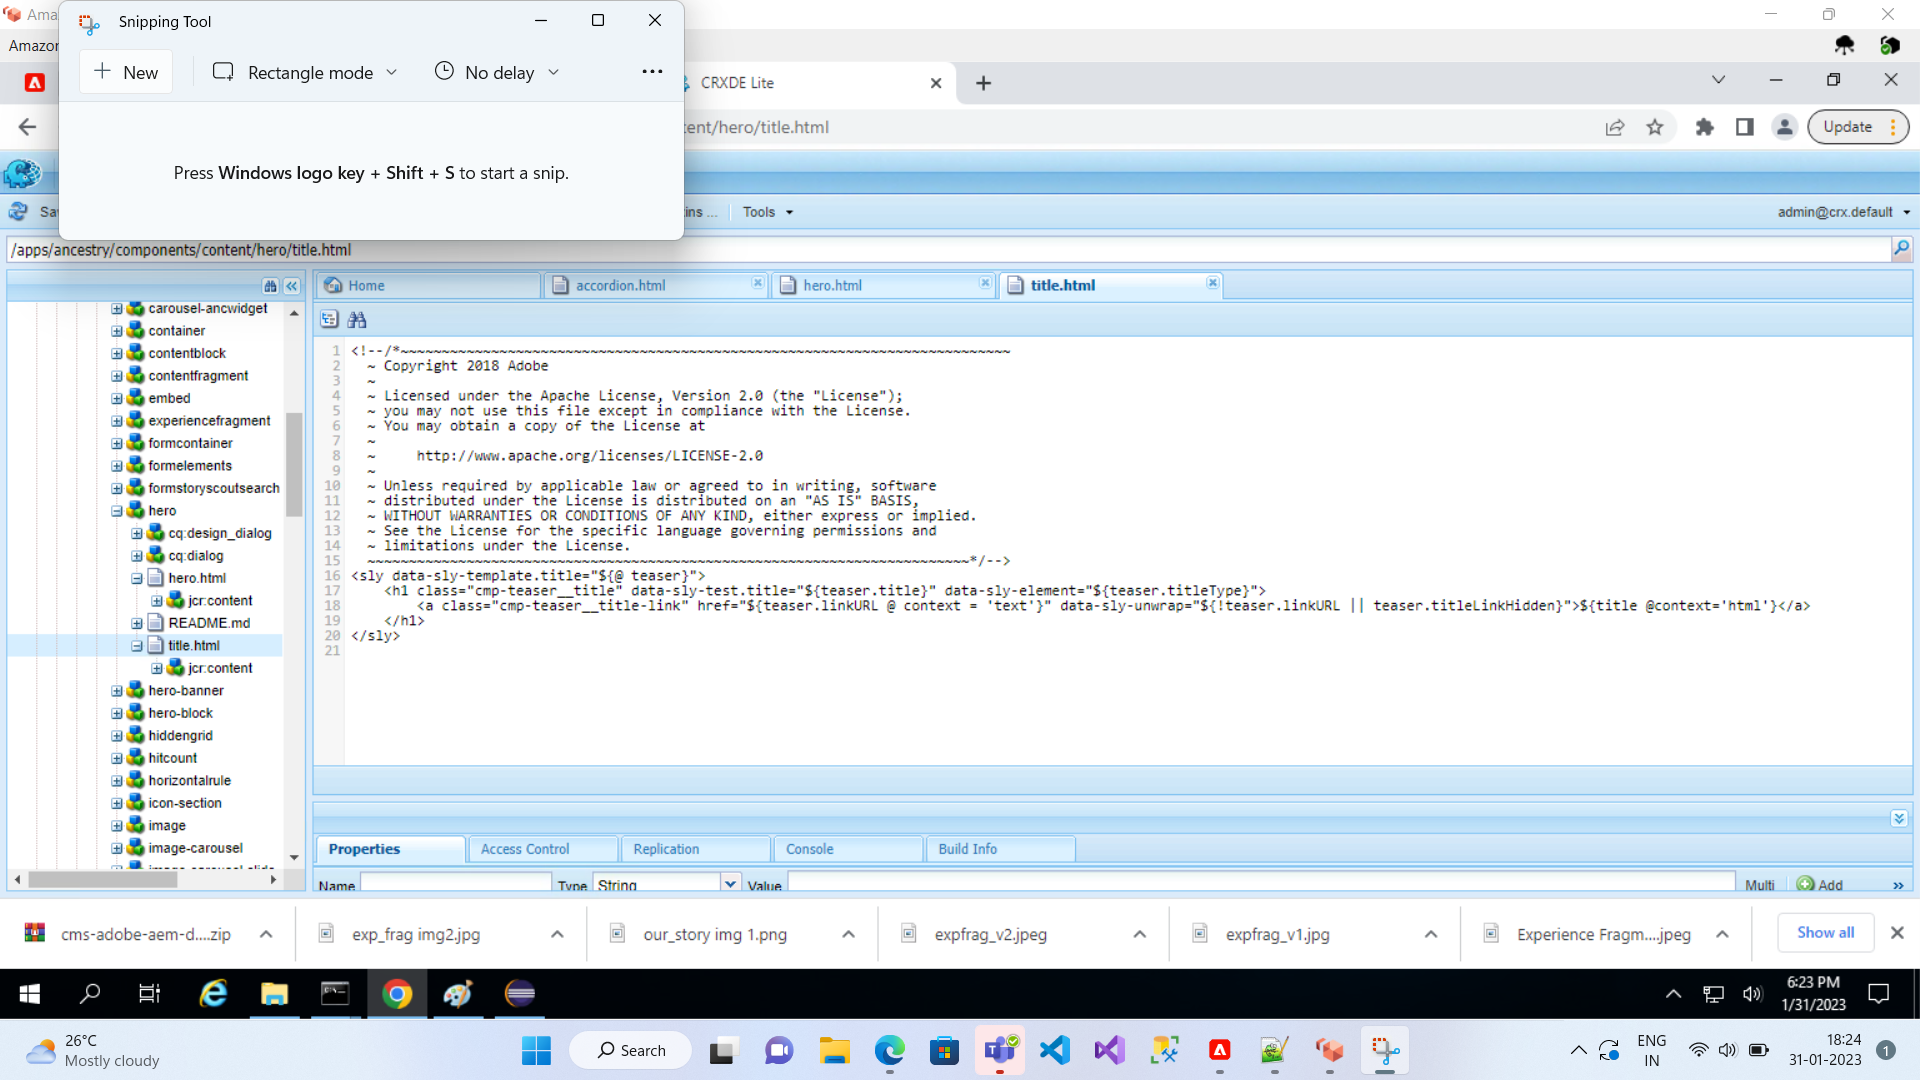 Ama
Snipping Tool
Amazon
New
Rectangle mode
No delay
CRXDE Lite
tent/hero/title.html
Update
Press Windows logo key + Shift + S to start a snip.
Tools
admin@crx.default
/apps/ancestry/components/content/hero/title.html
Home
accordion.html
hero.html
title.html
carousel-ancwidget
container
contentblock
contentfragment
embed
experiencefragment
formcontainer
formelements
formstoryscoutsearch
hero
cq:design_dialog
cq:dialog
hero.html
jcr:content
README.md
title.html
jcr:content
hero-banner
hero-block
hiddengrid
hitcount
horizontalrule
icon-section
image
image-carousel
1 <!--/*~~~~~~~~~~~~~~~~~~~~~~~~~~~~~~~~~~~~~~~~~~~~~~~~~~~~~~~~~~~~~~~~~~~~~~~~~~
2 ~ Copyright 2018 Adobe
3 ~
4 ~ Licensed under the Apache License, Version 2.0 (the "License");
5 ~ you may not use this file except in compliance with the License.
6 ~ You may obtain a copy of the License at
7 ~
8 ~ http://www.apache.org/licenses/LICENSE-2.0
9 ~
10 ~ Unless required by applicable law or agreed to in writing, software
11 ~ distributed under the License is distributed on an "AS IS" BASIS,
12 ~ WITHOUT WARRANTIES OR CONDITIONS OF ANY KIND, either express or implied.
13 ~ See the License for the specific language governing permissions and
14 ~ limitations under the License.
15 ~~~~~~~~~~~~~~~~~~~~~~~~~~~~~~~~~~~~~~~~~~~~~~~~~~~~~~~~~~~~~~~~~~~~~~~~~*/-->
16 <sly data-sly-template.title="${@ teaser}">
17 <h1 class="cmp-teaser__title" data-sly-test.title="${teaser.title}" data-sly-element="${teaser.titleType}">
18 <a class="cmp-teaser__title-link" href="${teaser.linkURL @ context = 'text'}" data-sly-unwrap="${!teaser.linkURL || teaser.titleLinkHidden}">${title @context='html'}</a>
19 </h1>
20 </sly>
21
Properties
Access Control
Replication
Console
Build Info
Name
Type
String
Value
Multi
Add
cms-adobe-aem-d....zip
exp_frag img2.jpg
our_story img 1.png
expfrag_v2.jpeg
expfrag_v1.jpg
Experience Fragm....jpeg
Show all
6:23 PM
1/31/2023
26°C
Mostly cloudy
Search
ENG
IN
18:24
31-01-2023
1